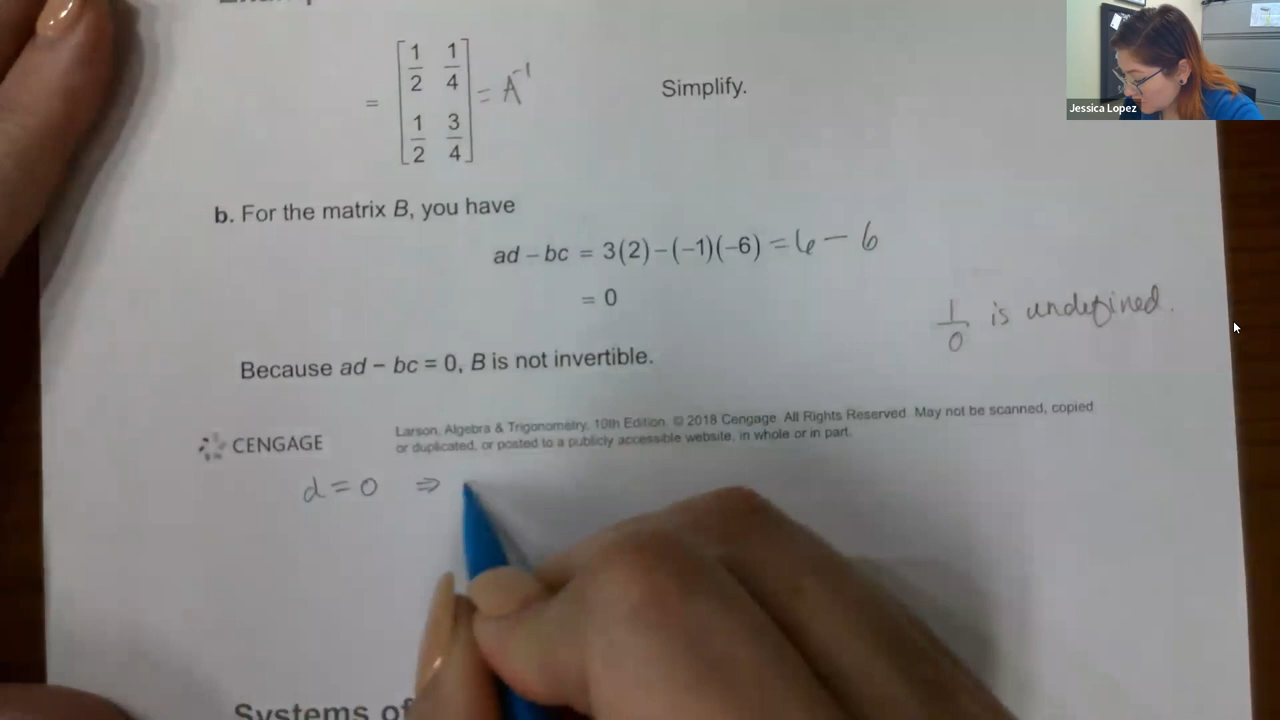 Jessica Lopez
= [1/2 1/4
1/2 3/4] = A⁻¹
Simplify.
b. For the matrix B, you have
ad − bc = 3(2)−(−1)(−6) = 6 − 6
= 0
1/0 is undefined.
Because ad − bc = 0, B is not invertible.
CENGAGE
Larson, Algebra & Trigonometry, 10th Edition. © 2018 Cengage. All Rights Reserved. May not be scanned, copied
or duplicated, or posted to a publicly accessible website, in whole or in part.
d = 0 ⇒
Systems of